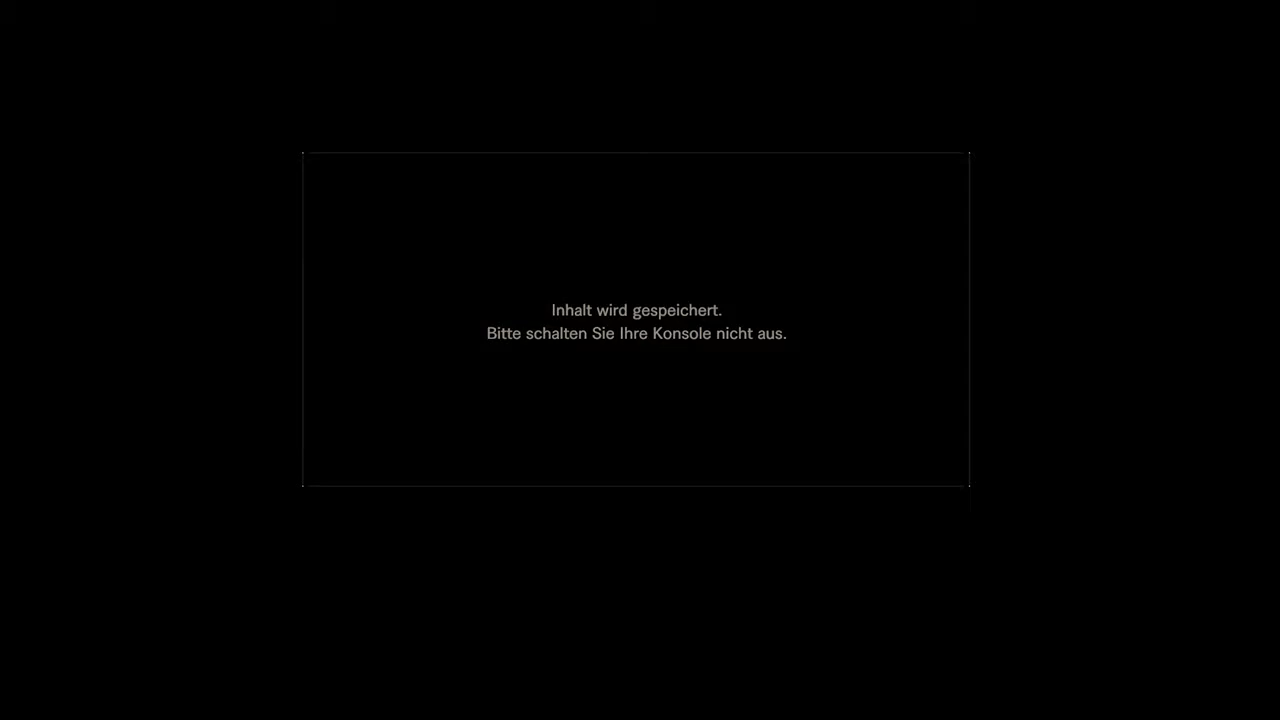 Inhalt wird gespeichert.
Bitte schalten Sie Ihre Konsole nicht aus.